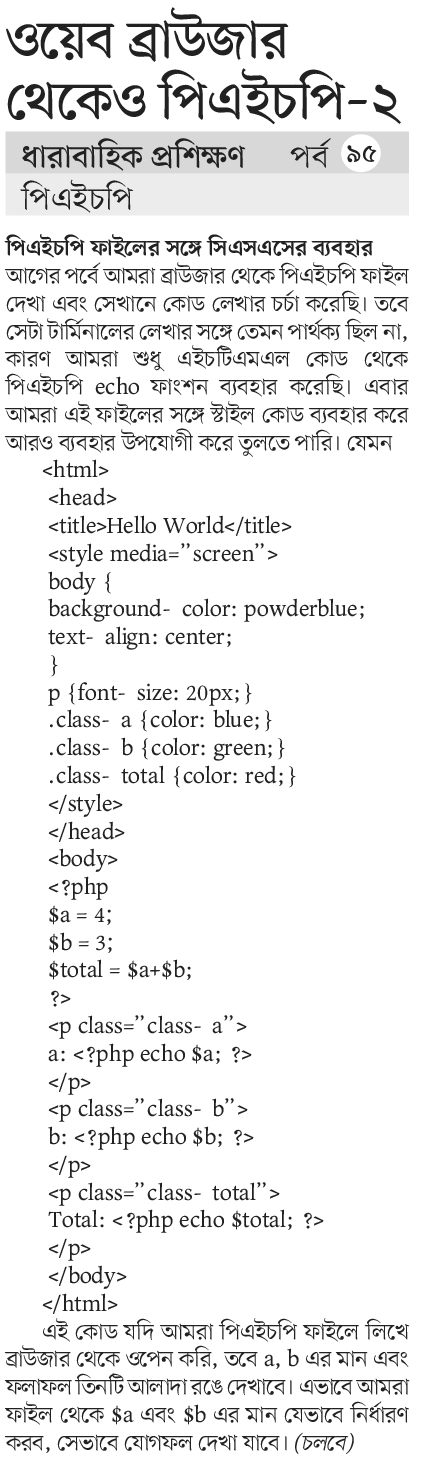 ওয়েব ব্রাউজার
থেকেও পিএইচপি-২
ধারাবাহিক প্রশিক্ষণ পর্ব ৯৫
পিএইচপি
পিএইচপি ফাইলের সঙ্গে সিএসএসের ব্যবহার
আগের পর্বে আমরা ব্রাউজার থেকে পিএইচপি ফাইল
দেখা এবং সেখানে কোড লেখার চর্চা করেছি। তবে
সেটা টার্মিনালের লেখার সঙ্গে তেমন পার্থক্য ছিল না,
কারণ আমরা শুধু এইচটিএমএল কোড থেকে
পিএইচপি echo ফাংশন ব্যবহার করেছি। এবার
আমরা এই ফাইলের সঙ্গে স্টাইল কোড ব্যবহার করে
আরও ব্যবহার উপযোগী করে তুলতে পারি। যেমন
<html>
<head>
<title>Hello World</title>
<style media=”screen”>
body {
background- color: powderblue;
text- align: center;
}
p {font- size: 20px;}
.class- a {color: blue;}
.class- b {color: green;}
.class- total {color: red;}
</style>
</head>
<body>
<?php
$a = 4;
$b = 3;
$total = $a+$b;
?>
<p class=”class- a”>
a: <?php echo $a; ?>
</p>
<p class=”class- b”>
b: <?php echo $b; ?>
</p>
<p class=”class- total”>
Total: <?php echo $total; ?>
</p>
</body>
</html>
এই কোড যদি আমরা পিএইচপি ফাইলে লিখে
ব্রাউজার থেকে ওপেন করি, তবে a, b এর মান এবং
ফলাফল তিনটি আলাদা রঙে দেখাবে। এভাবে আমরা
ফাইল থেকে $a এবং $b এর মান যেভাবে নির্ধারণ
করব, সেভাবে যোগফল দেখা যাবে। (চলবে)